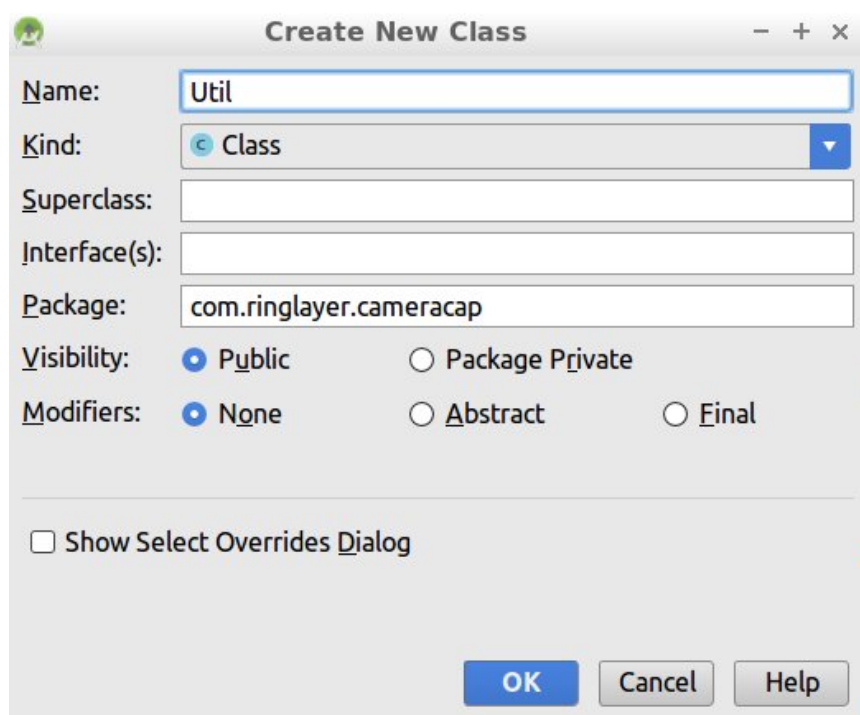 Create New Class
Name: Util
Kind: C Class
Superclass:
Interface(s):
Package: com.ringlayer.cameracap
Visibility: Public Package Private
Modifiers: None Abstract Final
Show Select Overrides Dialog
OK Cancel Help